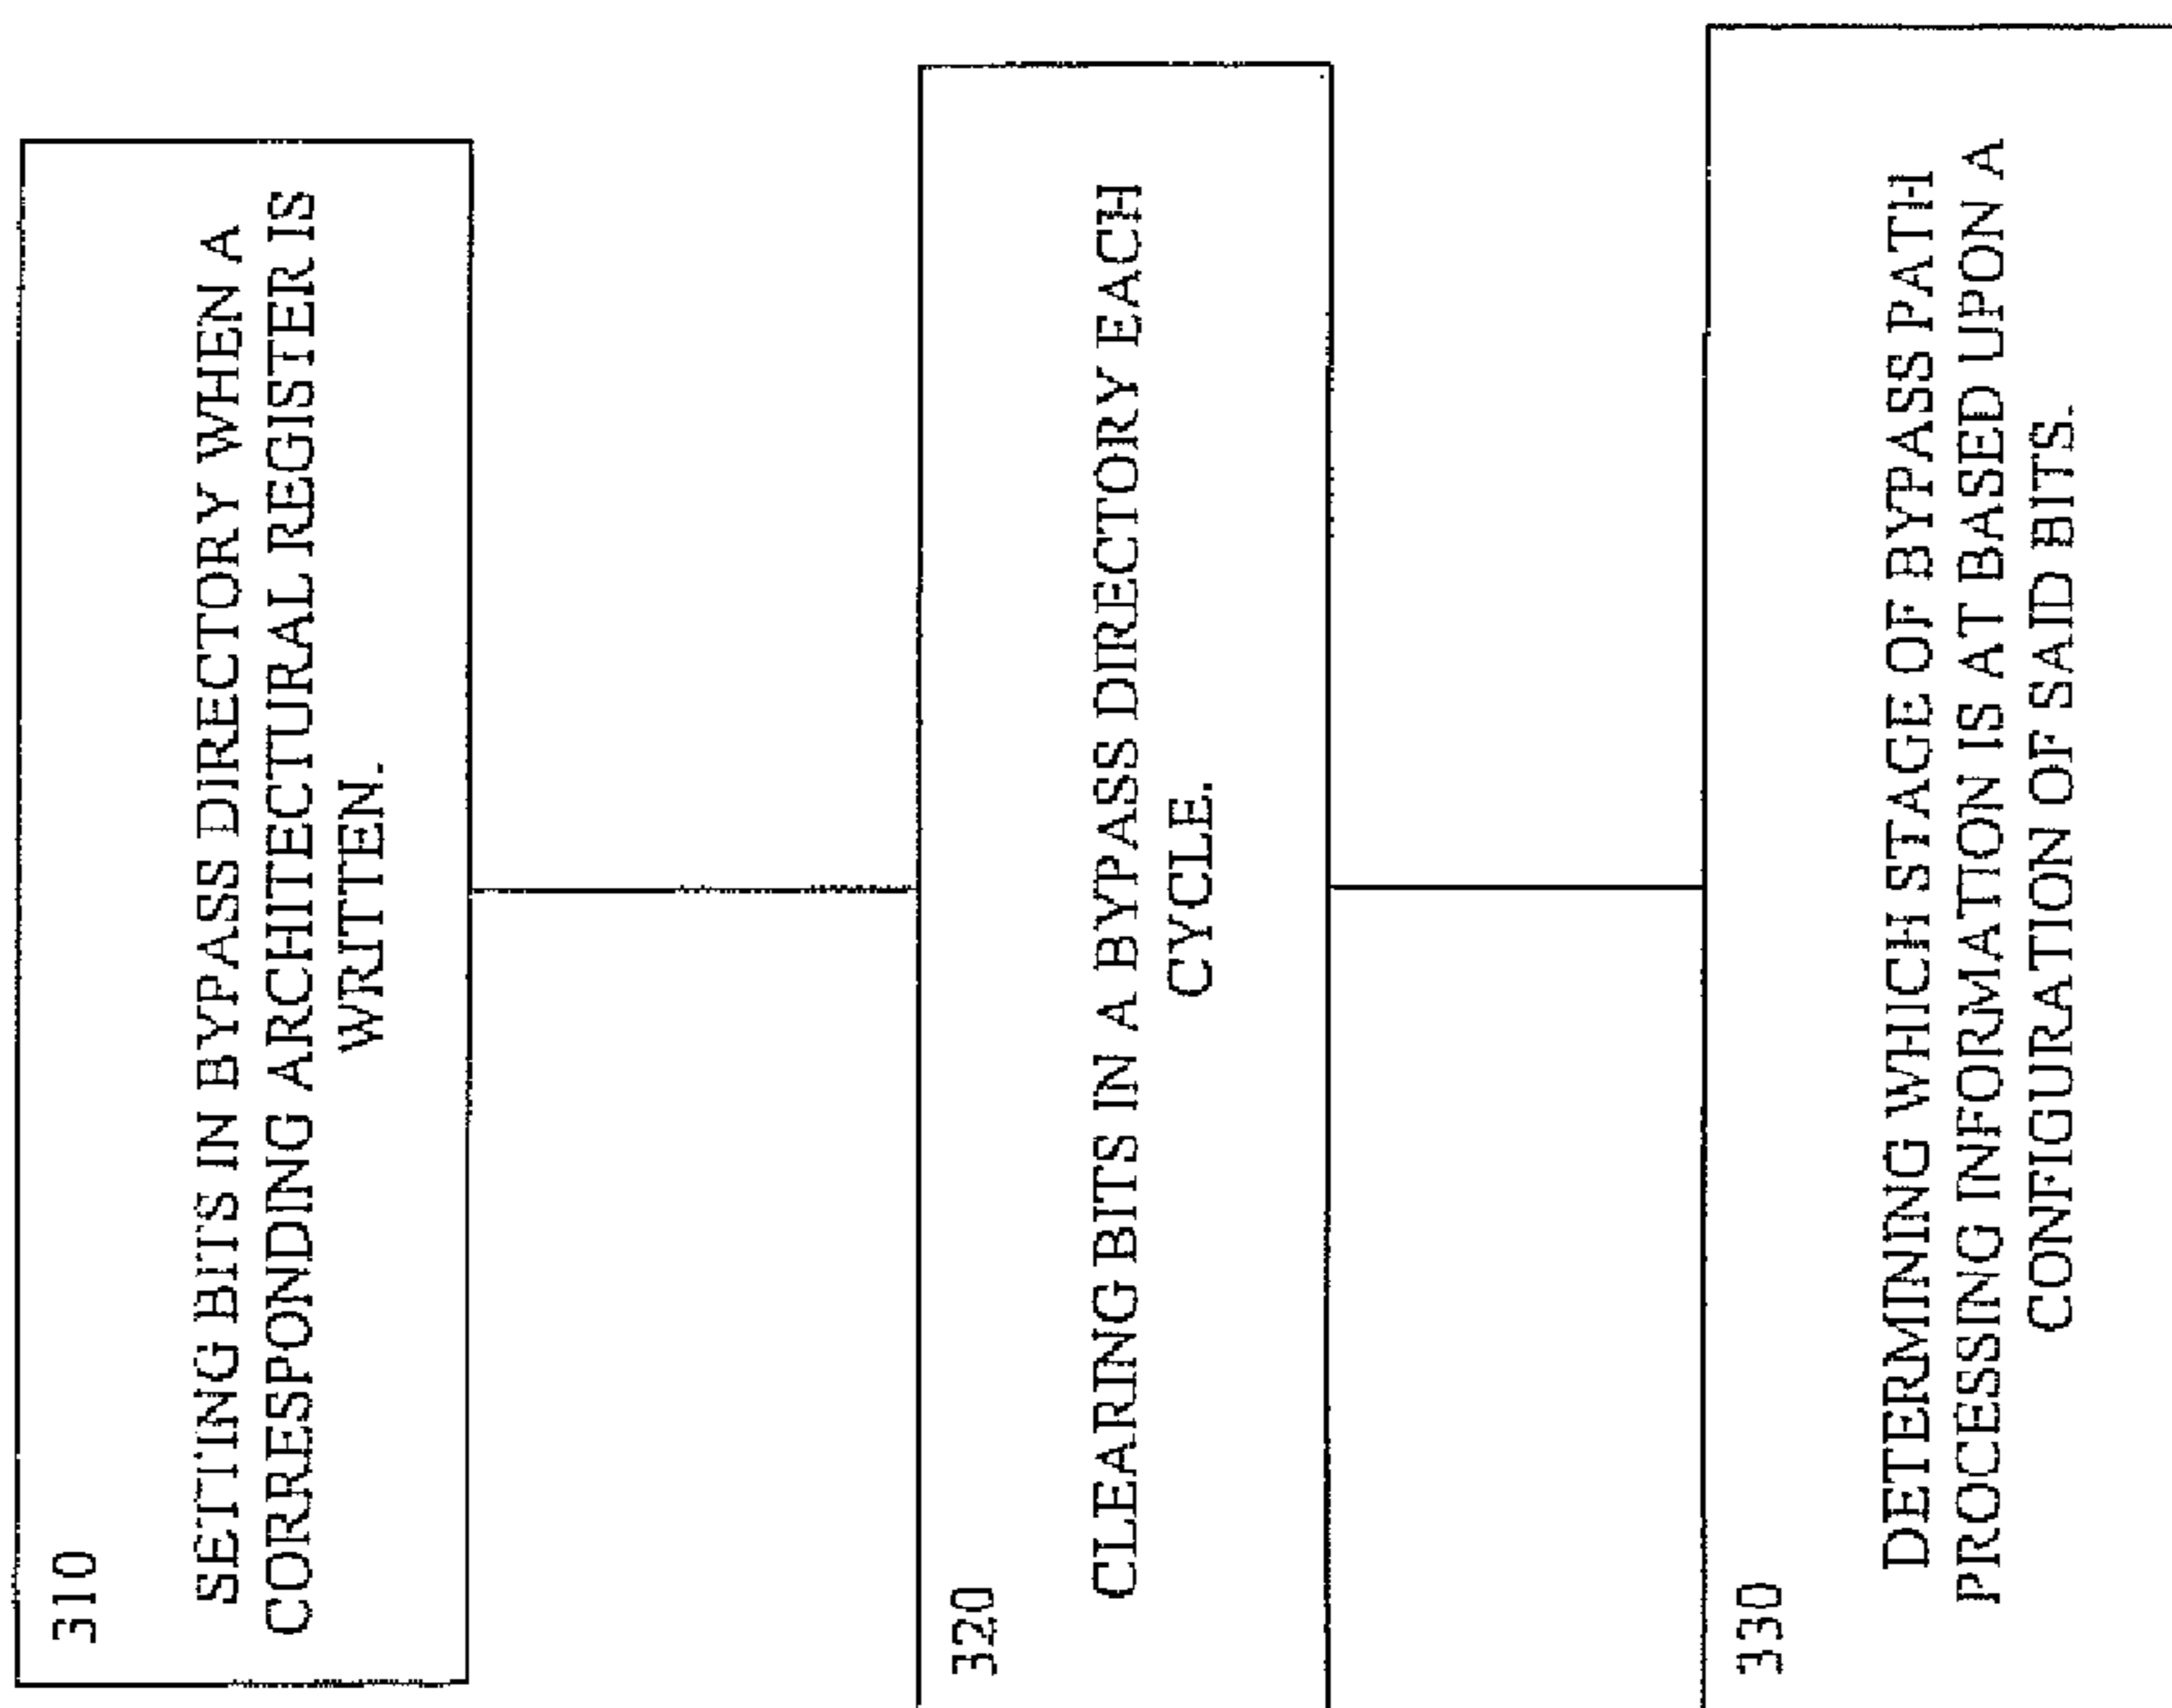 310
SETTING BITS IN BYPASS DIRECTORY WHEN A
CORRESPONDING ARCHITECTURAL REGISTER IS
WRITTEN.
320
CLEARING BITS IN A BYPASS DIRECTORY EACH
CYCLE.
330
DETERMINING WHICH STAGE OF BYPASS PATH
PROCESSING INFORMATION IS AT BASED UPON A
CONFIGURATION OF SAID BITS.